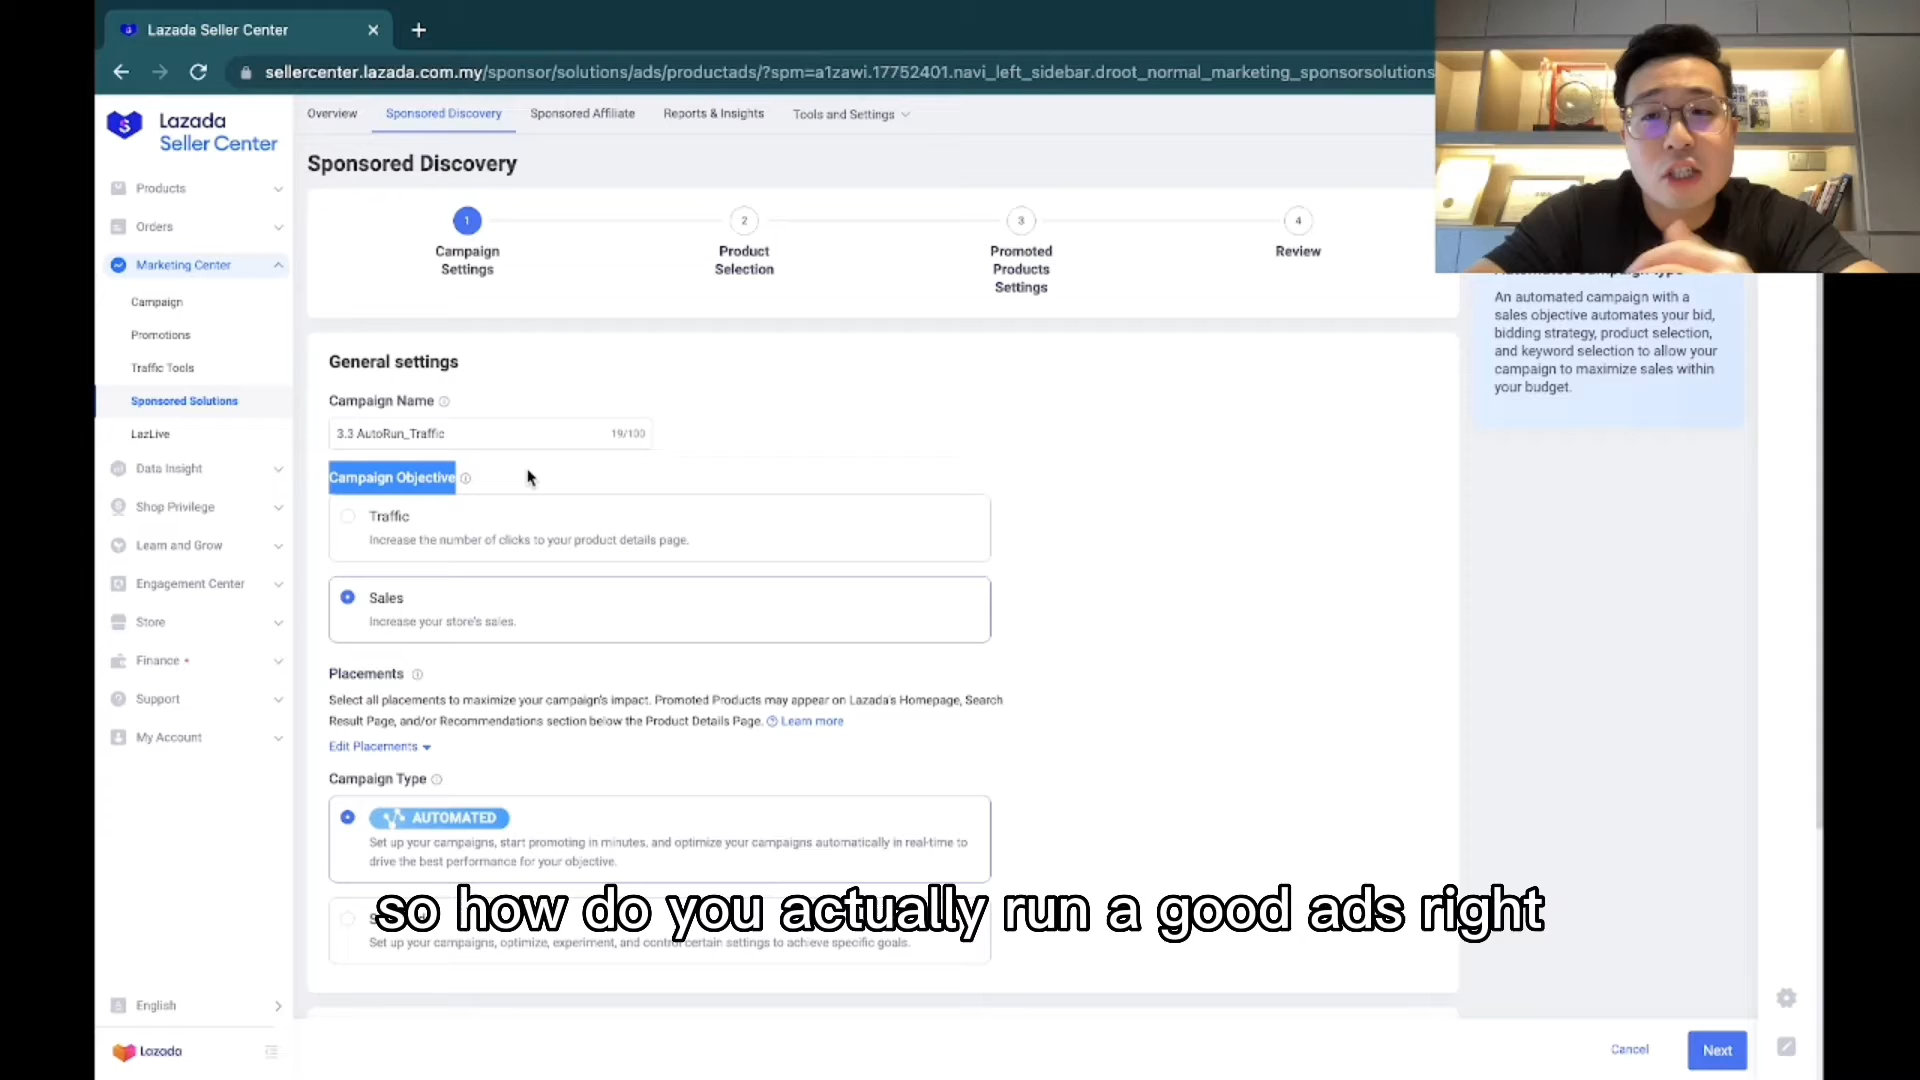 Lazada Seller Center
sellercenter.lazada.com.my/sponsor/solutions/ads/productads/?spm=a1zawi.17752401.navi_left_sidebar.droot_normal_marketing_sponsorsolutions
Lazada
Seller Center
Products
Orders
Marketing Center
Campaign
Promotions
Traffic Tools
Sponsored Solutions
LazLive
Data Insight
Shop Privilege
Learn and Grow
Engagement Center
Store
Finance
Support
My Account
English
Lazada
Overview
Sponsored Discovery
Sponsored Affiliate
Reports & Insights
Tools and Settings
Sponsored Discovery
1
Campaign
Settings
2
Product
Selection
3
Promoted
Products
Settings
4
Review
General settings
Campaign Name
3.3 AutoRun_Traffic
19/100
Campaign Objective
Traffic
Increase the number of clicks to your product details page.
Sales
Increase your store's sales.
Placements
Select all placements to maximize your campaign's impact. Promoted Products may appear on Lazada's Homepage, Search
Result Page, and/or Recommendations section below the Product Details Page. Learn more
Edit Placements
Campaign Type
AUTOMATED
Set up your campaigns, start promoting in minutes, and optimize your campaigns automatically in real-time to
drive the best performance for your objective.
so how do you actually run a good ads right
Set up your campaigns, optimize, experiment, and control certain settings to achieve specific goals.
An automated campaign with a
sales objective automates your bid,
bidding strategy, product selection,
and keyword selection to allow your
campaign to maximize sales within
your budget.
Cancel
Next